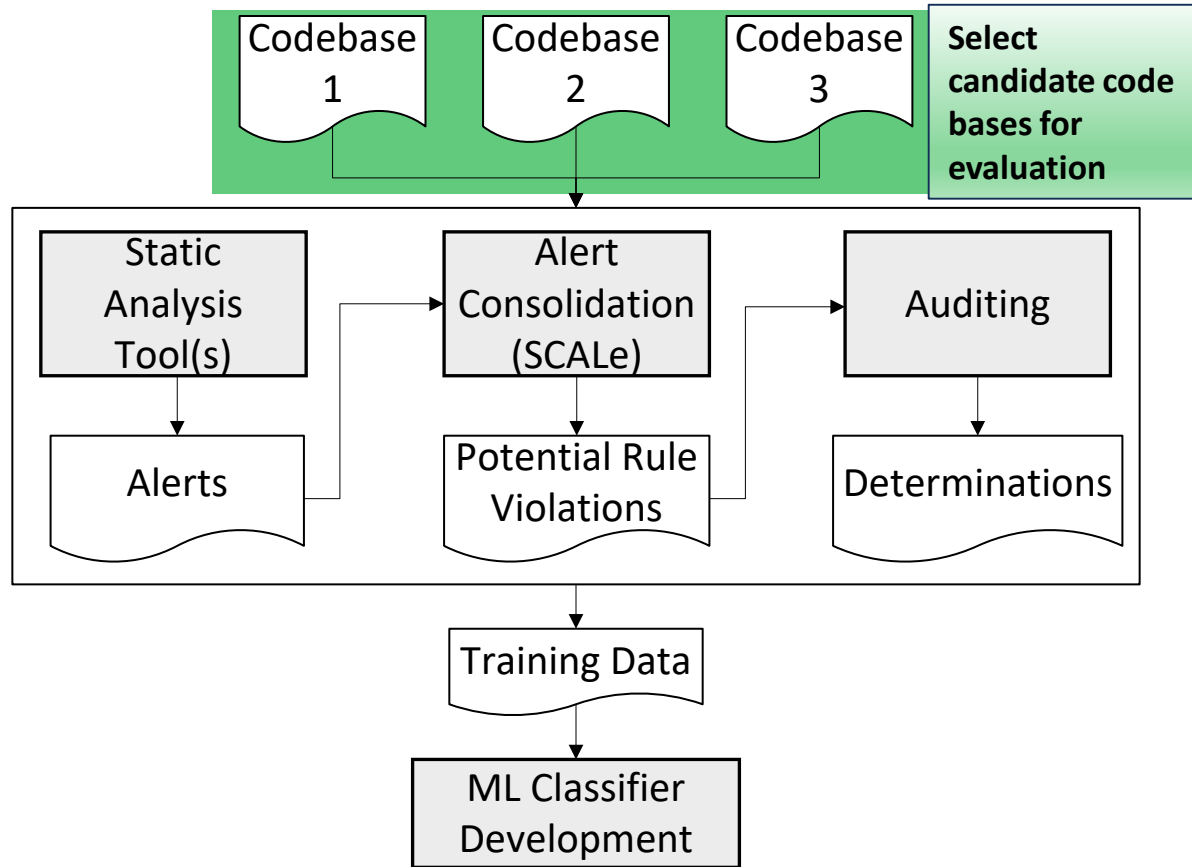 Codebase
1
Codebase
2
Codebase
3
Select
candidate code
bases for
evaluation
Static
Analysis
Tool(s)
Alert
Consolidation
(SCALe)
Auditing
Alerts
Potential Rule
Violations
Determinations
Training Data
ML Classifier
Development